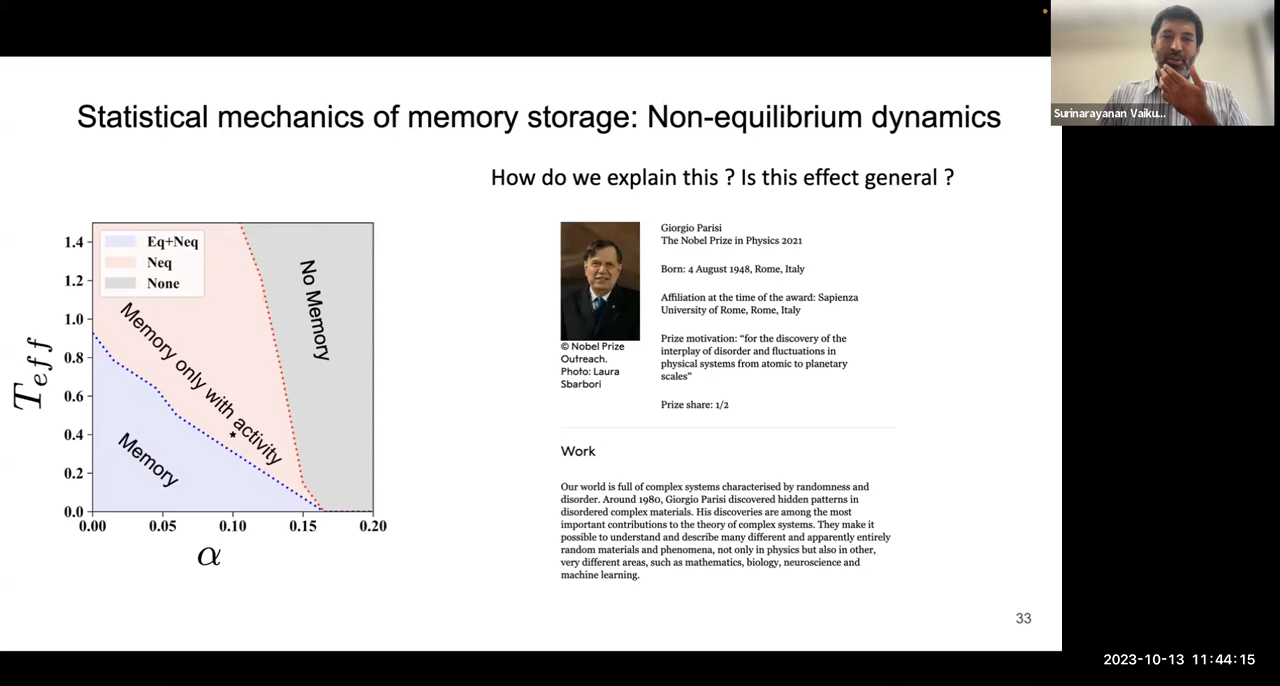 Surinarayanan Vaiku...
Statistical mechanics of memory storage: Non-equilibrium dynamics
How do we explain this ? Is this effect general ?
1.4
1.2
1.0
0.8
0.6
0.4
0.2
0.0
T_{eff}
Eq+Neq
Neq
None
No Memory
Memory only with activity
Memory
0.00 0.05 0.10 0.15 0.20
α
© Nobel Prize
Outreach.
Photo: Laura
Sbarbori
Giorgio Parisi
The Nobel Prize in Physics 2021
Born: 4 August 1948, Rome, Italy
Affiliation at the time of the award: Sapienza
University of Rome, Rome, Italy
Prize motivation: “for the discovery of the
interplay of disorder and fluctuations in
physical systems from atomic to planetary
scales”
Prize share: 1/2
Work
Our world is full of complex systems characterised by randomness and
disorder. Around 1980, Giorgio Parisi discovered hidden patterns in
disordered complex materials. His discoveries are among the most
important contributions to the theory of complex systems. They make it
possible to understand and describe many different and apparently entirely
random materials and phenomena, not only in physics but also in other,
very different areas, such as mathematics, biology, neuroscience and
machine learning.
33
2023-10-13 11:44:15